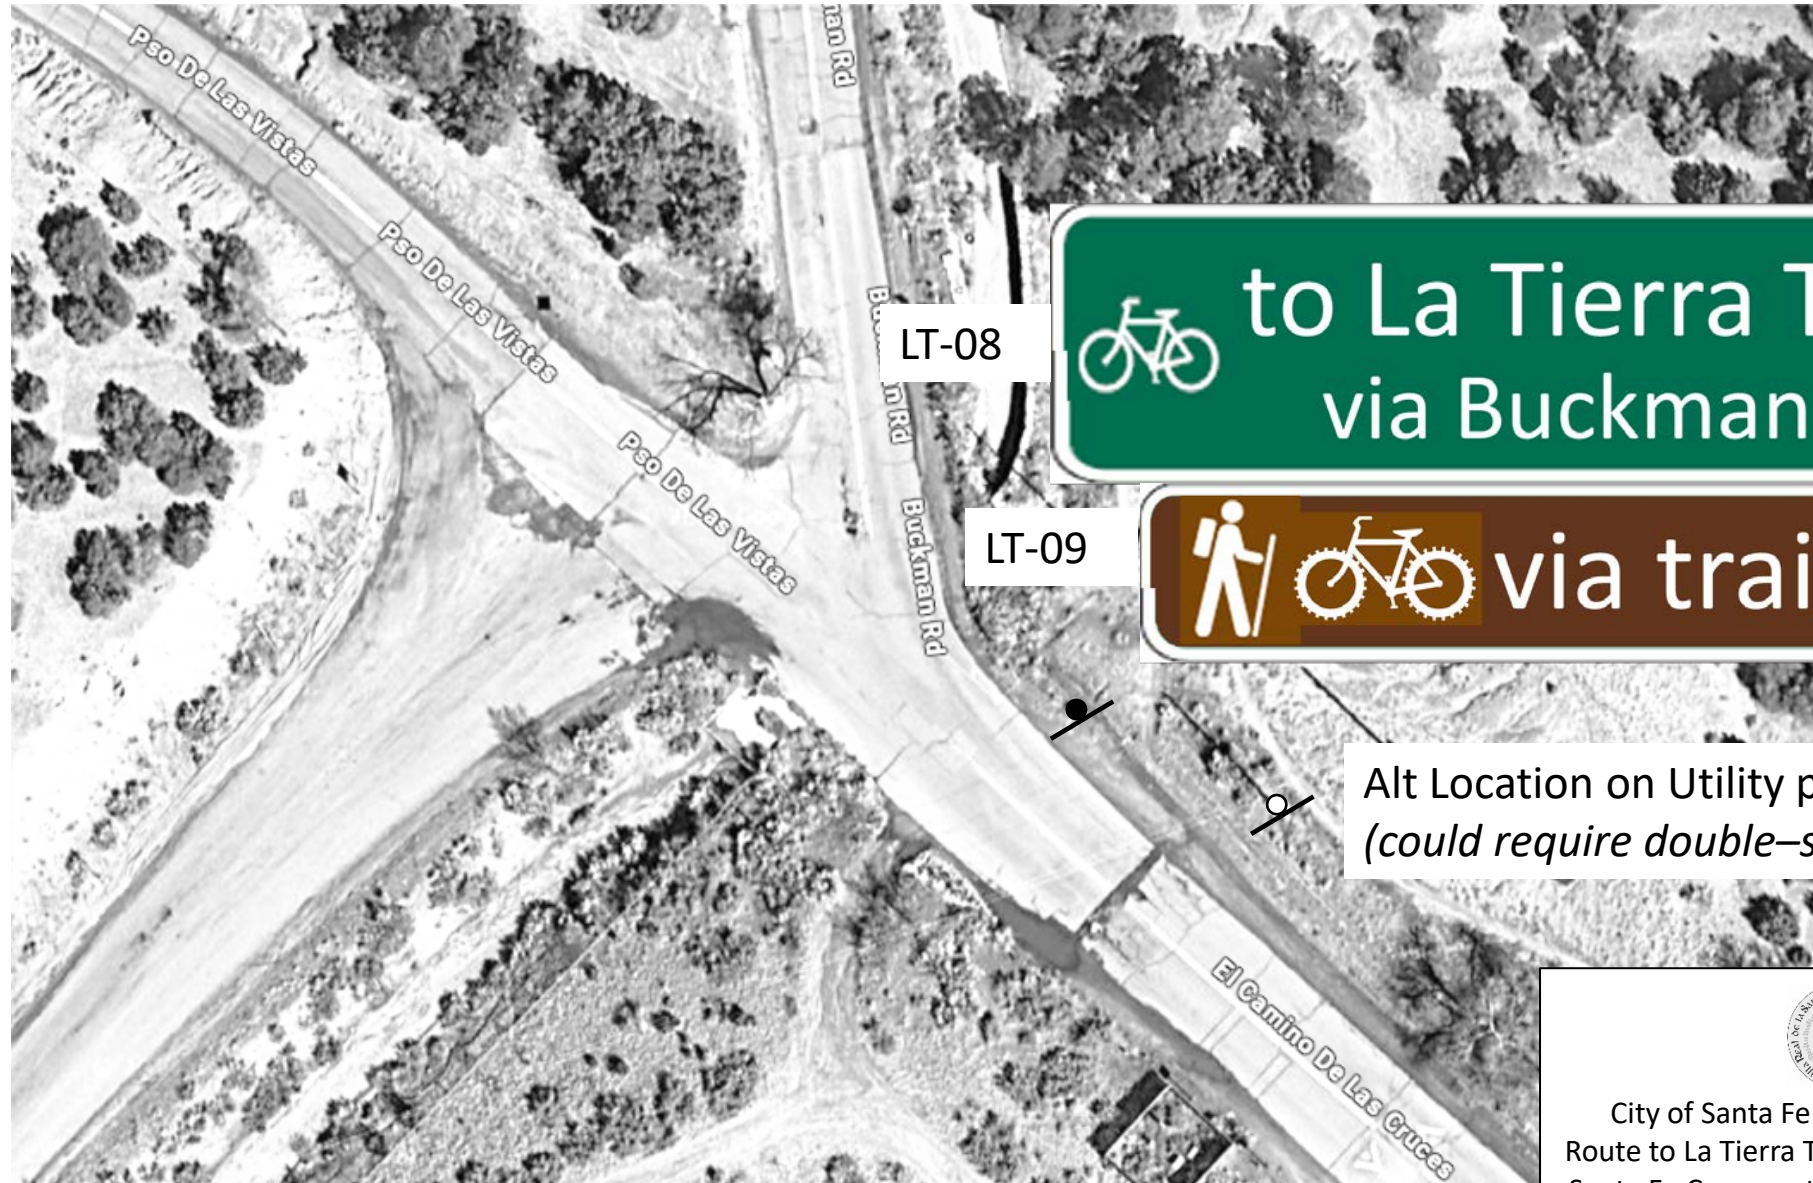 Pso De Las Vistas
man Rd
Pso De Las Vistas
Pso De Las Vistas
LT-08
to La Tierra T
via Buckman
Buckman Rd
LT-09
via trai
Buckman Rd
Alt Location on Utility p
(could require double–s
El Camino De Las Cruces
City of Santa Fe
Route to La Tierra T